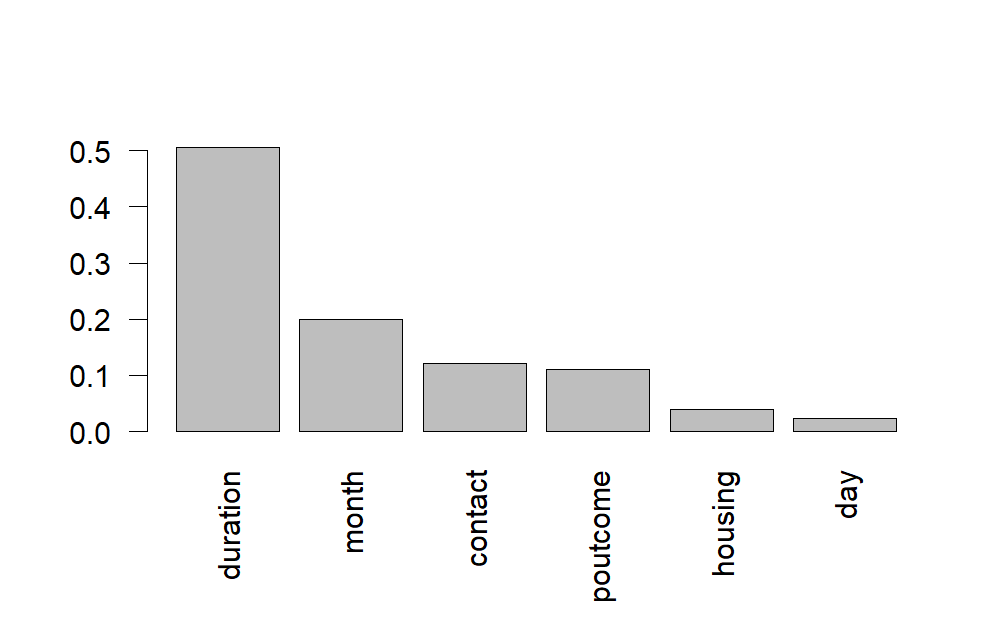 0.5
0.4
0.3
0.2
0.1
0.0
duration
month
contact
poutcome
housing
day